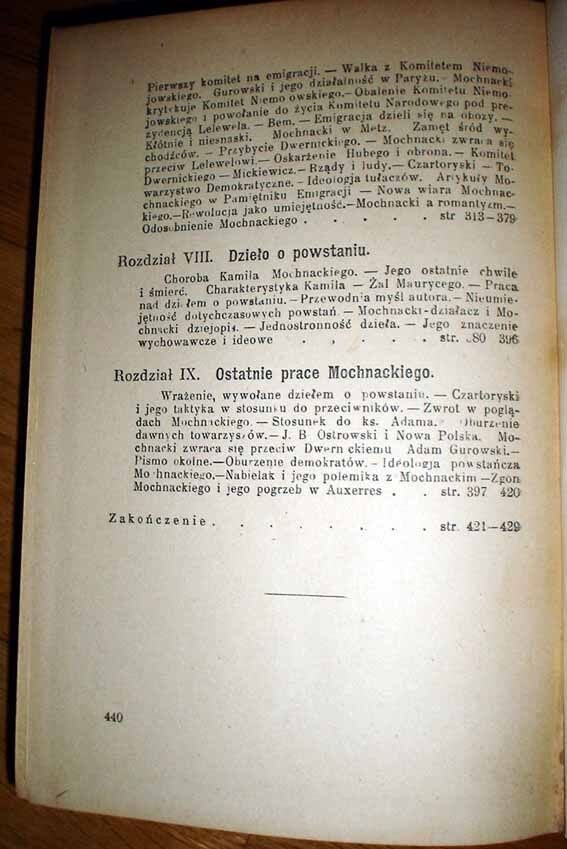 Pierwszy komitet na emigracji. — Walka z Komitetem Niemo-
jowskiego. Gurowski i jego działalność w Paryżu. - Mochnacki
krytykuje Komitet Niemo owskiego.—Obalenie Komitetu Niemo
jowskiego i powołanie do życia Komitetu Narodowego pod pre-
zydencją Lelewela. — Bem. — Emigracja dzieli się na obozy. —
Kłótnie i niesnaski. Mochnacki w Metz. Zamęt śród wy-
chodźców. — Przybycie Dwernickiego. — Mochnacki zwraca się
przeciw Lelewelowi.—Oskarżenie Hubego i obrona.— Komitet
Dwernickiego — Mickiewicz.— Rządy i ludy.— Czartoryski — To-
warzystwo Demokratyczne. - Ideologja tułaczów. Artykuły Mo-
chnackiego w Pamiętniku Emigracji — Nowa wiara Mochnac-
kiego.—Rewolucja jako umiejętność.—Mochnacki a romantyzm.—
Odosobnienie Mochnackiego . . . . . str 313—379
Rozdział VIII. Dzieło o powstaniu.
Choroba Kamila Mochnackiego. — Jego ostatnie chwile
i śmierć. Charakterystyka Kamila — Żal Maurycego. — Praca
nad dziełem o powstaniu. — Przewodnia myśl autora. — Nieumie-
jętność dotychczasowych powstań. — Mochnacki-działacz i Mo-
chnacki dziejopis. — Jednostronność dzieła. — Jego znaczenie
wychowawcze i ideowe . , . . . str. 380 396
Rozdział IX. Ostatnie prace Mochnackiego.
Wrażenie, wywołane dziełem o powstaniu. — Czartoryski
i jego taktyka w stosunku do przeciwników. — Zwrot w poglą-
dach Mochnackiego. — Stosunek do ks. Adama. Oburzenie
dawnych towarzyszów.— J. B Ostrowski i Nowa Polska. Mo-
chnacki zwraca się przeciw Dwernickiemu Adam Gurowski.—
Pismo okolne.—Oburzenie demokratów. - Ideologja powstańcza
Mochnackiego.—Nabielak i jego polemika z Mochnackim —Zgon
Mochnackiego i jego pogrzeb w Auxerres . . str. 397 420
Zakończenie . . . . . . . . str. 421—429
440